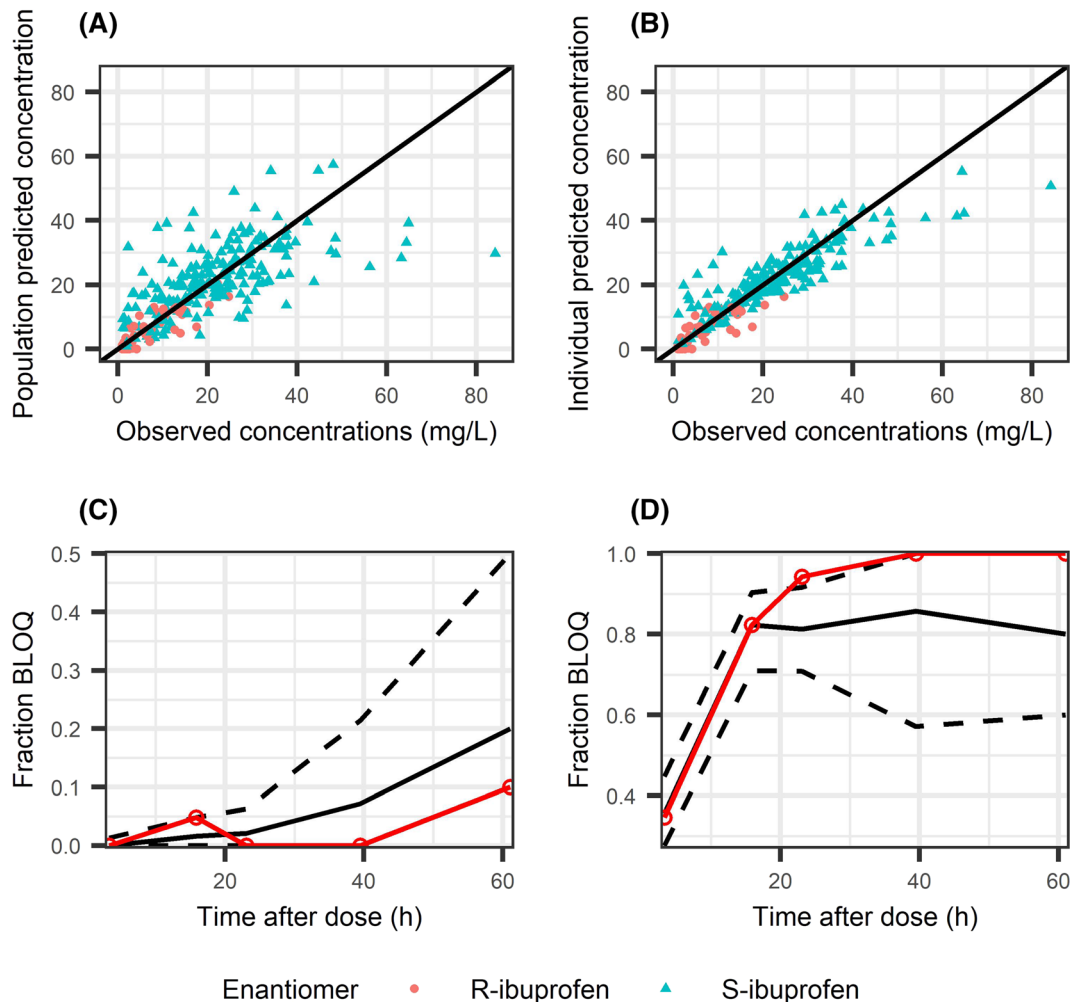 (A)
Population predicted concentration
80
60
40
20
0
0 20 40 60 80
Observed concentrations (mg/L)
(B)
Individual predicted concentration
80
60
40
20
0
0 20 40 60 80
Observed concentrations (mg/L)
(C)
Fraction BLOQ
0.5
0.4
0.3
0.2
0.1
0.0
20 40 60
Time after dose (h)
(D)
Fraction BLOQ
1.0
0.8
0.6
0.4
20 40 60
Time after dose (h)
Enantiomer R-ibuprofen S-ibuprofen